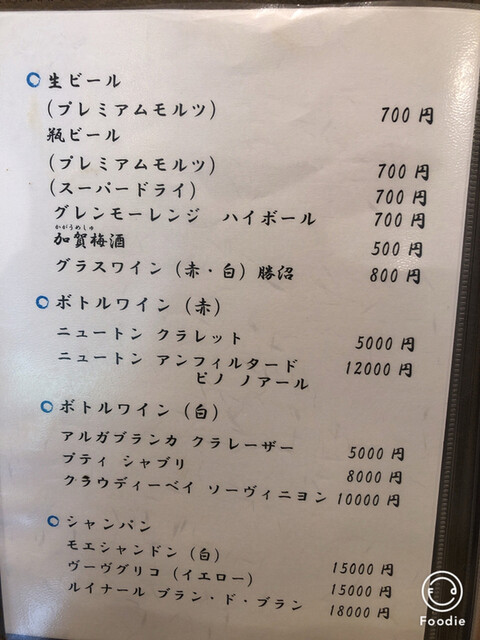 生ビール
(プレミアムモルツ) 700円
瓶ビール
(プレミアムモルツ) 700円
(スーパードライ) 700円
グレンモーレンジ ハイボール 700円
かがうめしゅ
加賀梅酒 500円
グラスワイン (赤・白) 勝沼 800円
ボトルワイン (赤)
ニュートン クラレット 5000円
ニュートン アンフィルタード 12000円
ピノ ノアール
ボトルワイン (白)
アルガブランカ クラレーザー 5000円
プティ シャブリ 8000円
クラウディーベイ ソーヴィニヨン 10000円
シャンパン
モエシャンドン (白) 15000円
ヴーヴグリコ (イエロー) 15000円
ルイナール ブラン・ド・ブラン 18000円
Foodie